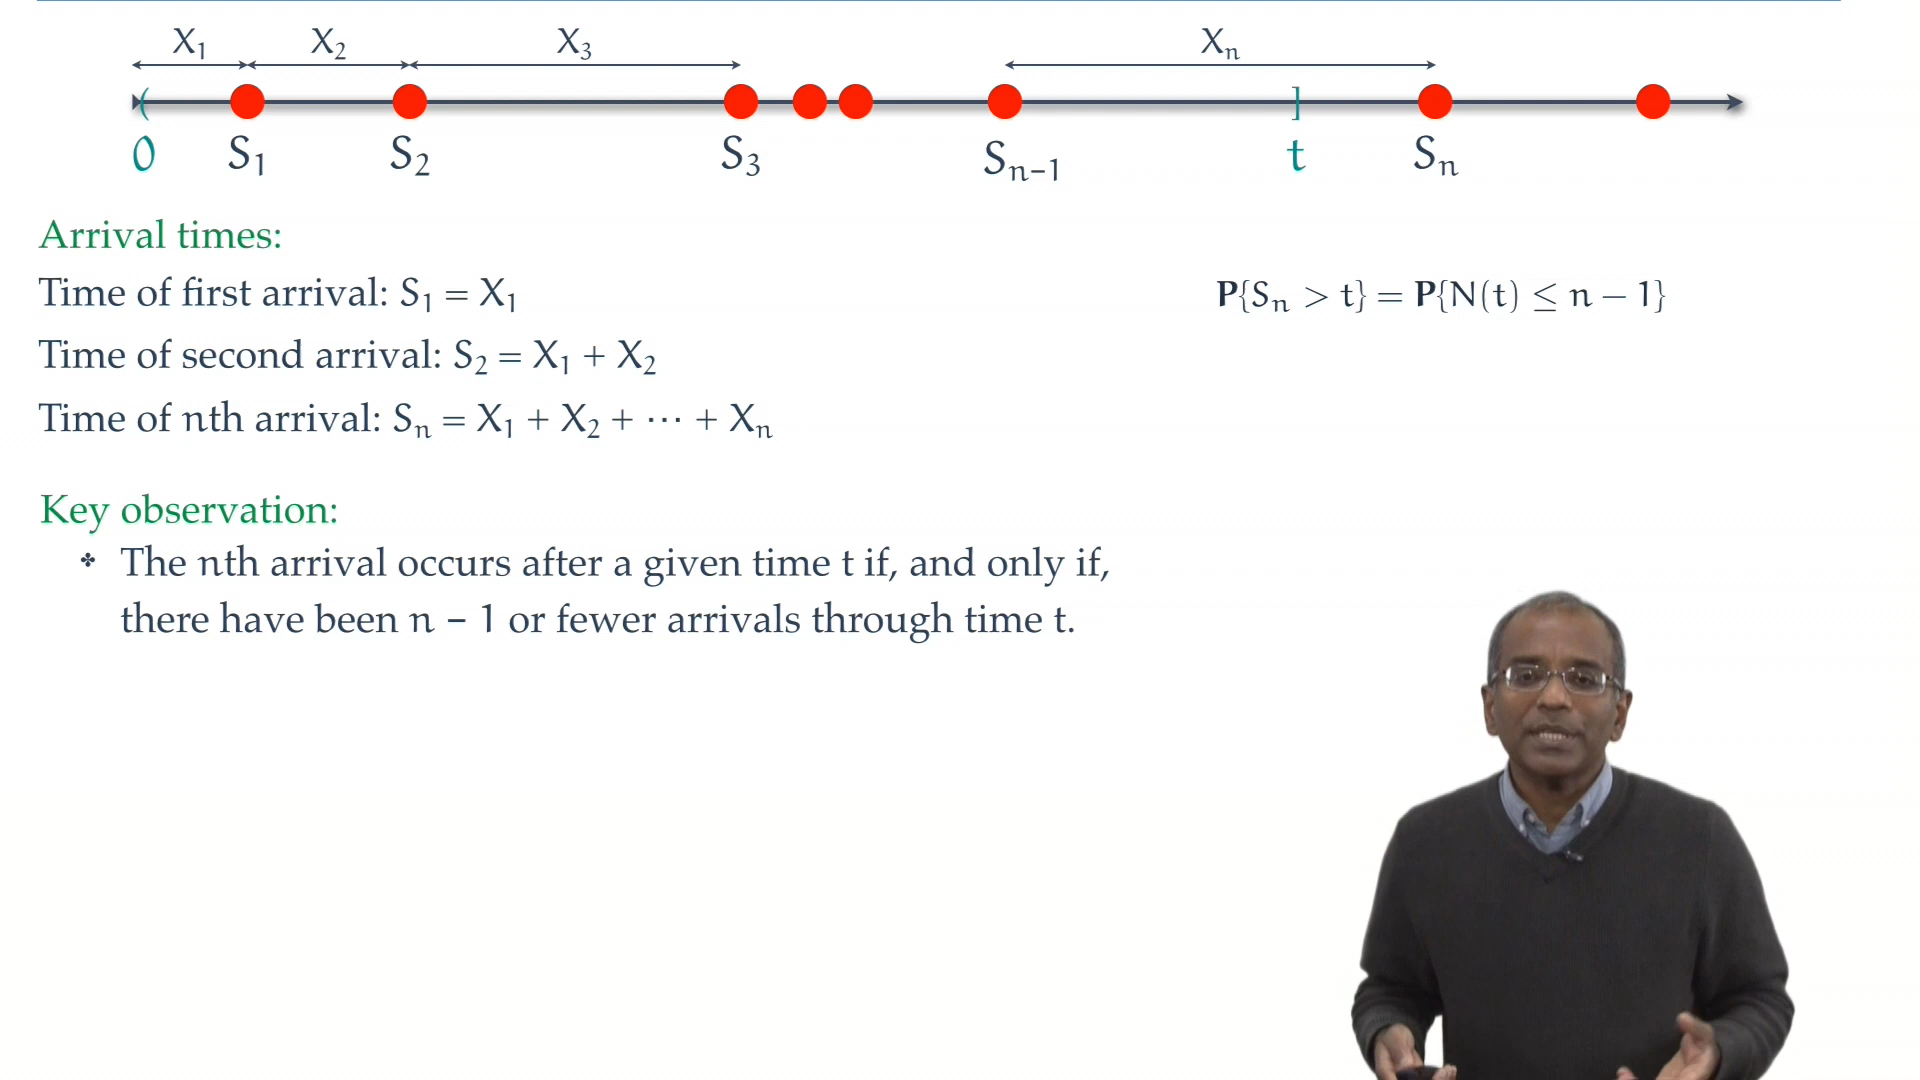 X₁ X₂ X₃ Xₙ
( ]
0 S₁ S₂ S₃ Sₙ₋₁ t Sₙ
Arrival times:
Time of first arrival: S₁ = X₁
P{Sₙ > t} = P{N(t) ≤ n − 1}
Time of second arrival: S₂ = X₁ + X₂
Time of nth arrival: Sₙ = X₁ + X₂ + ⋯ + Xₙ
Key observation:
The nth arrival occurs after a given time t if, and only if,
there have been n − 1 or fewer arrivals through time t.